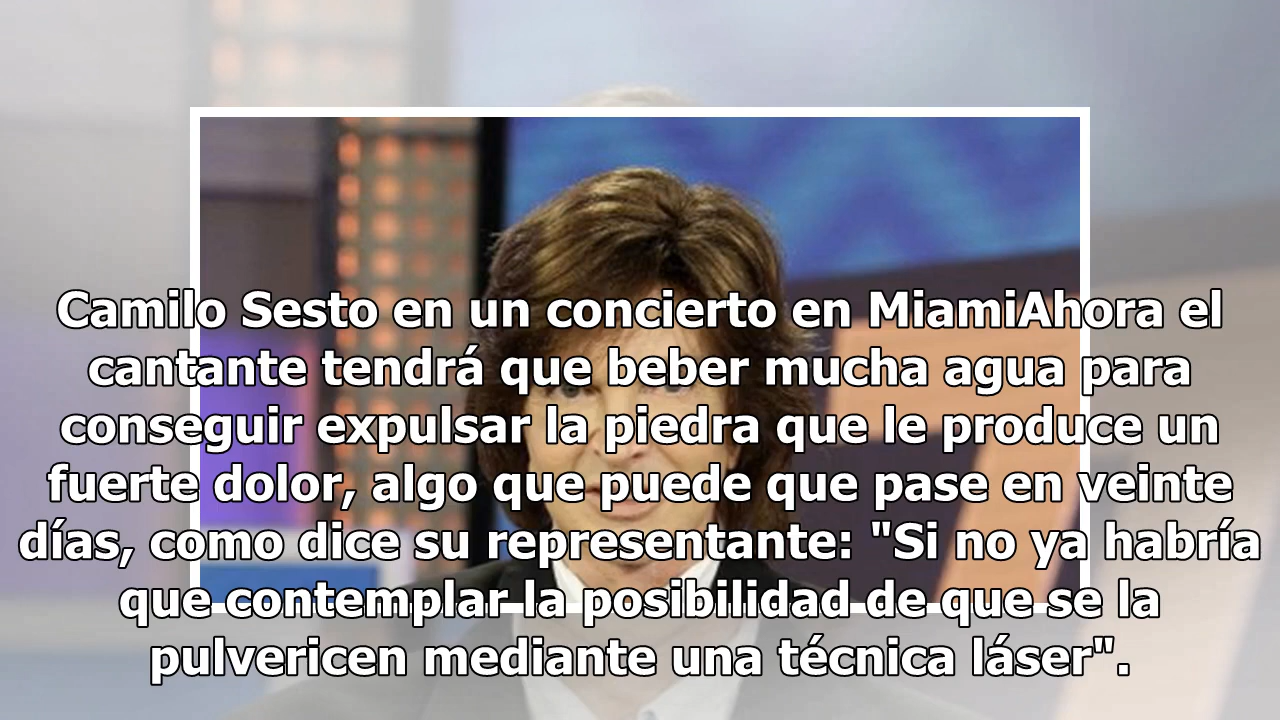 Camilo Sesto en un concierto en MiamiAhora el
cantante tendrá que beber mucha agua para
conseguir expulsar la piedra que le produce un
fuerte dolor, algo que puede que pase en veinte
días, como dice su representante: "Si no ya habría
que contemplar la posibilidad de que se la
pulvericen mediante una técnica láser".